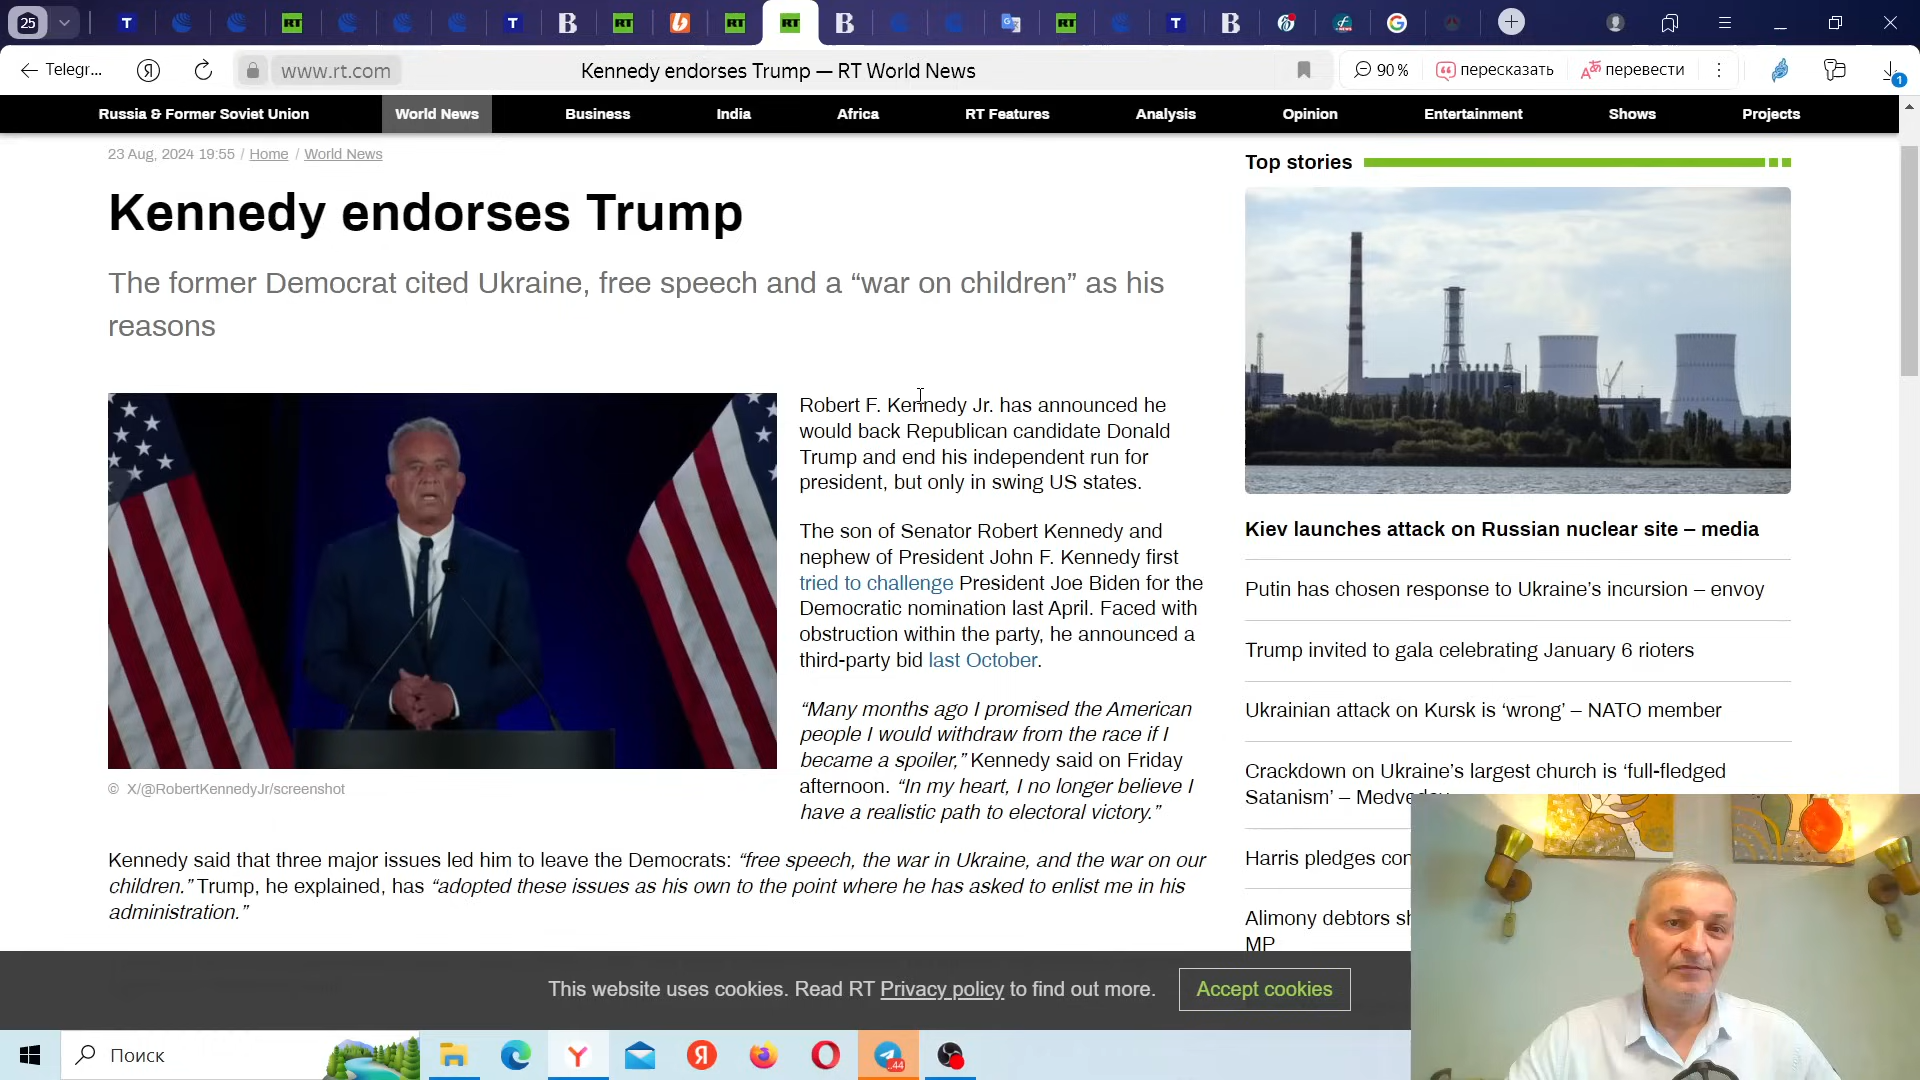 25
T
RT
T
B
RT
RT
RT
B
RT
T
B
Telegr...
www.rt.com
Kennedy endorses Trump — RT World News
90 %
пересказать
перевести
1
Russia & Former Soviet Union
World News
Business
India
Africa
RT Features
Analysis
Opinion
Entertainment
Shows
Projects
23 Aug, 2024 19:55 / Home / World News
Kennedy endorses Trump
The former Democrat cited Ukraine, free speech and a “war on children” as his
reasons
© X/@RobertKennedyJr/screenshot
Robert F. Kennedy Jr. has announced he
would back Republican candidate Donald
Trump and end his independent run for
president, but only in swing US states.
The son of Senator Robert Kennedy and
nephew of President John F. Kennedy first
tried to challenge President Joe Biden for the
Democratic nomination last April. Faced with
obstruction within the party, he announced a
third-party bid last October.
“Many months ago I promised the American
people I would withdraw from the race if I
became a spoiler,” Kennedy said on Friday
afternoon. “In my heart, I no longer believe I
have a realistic path to electoral victory.”
Kennedy said that three major issues led him to leave the Democrats: “free speech, the war in Ukraine, and the war on our
children.” Trump, he explained, has “adopted these issues as his own to the point where he has asked to enlist me in his
administration.”
Top stories
Kiev launches attack on Russian nuclear site – media
Putin has chosen response to Ukraine’s incursion – envoy
Trump invited to gala celebrating January 6 rioters
Ukrainian attack on Kursk is ‘wrong’ – NATO member
Crackdown on Ukraine’s largest church is ‘full-fledged
Satanism’ – Medvedev
Harris pledges
Alimony debtors
MP
This website uses cookies. Read RT Privacy policy to find out more.
Accept cookies
Поиск
44